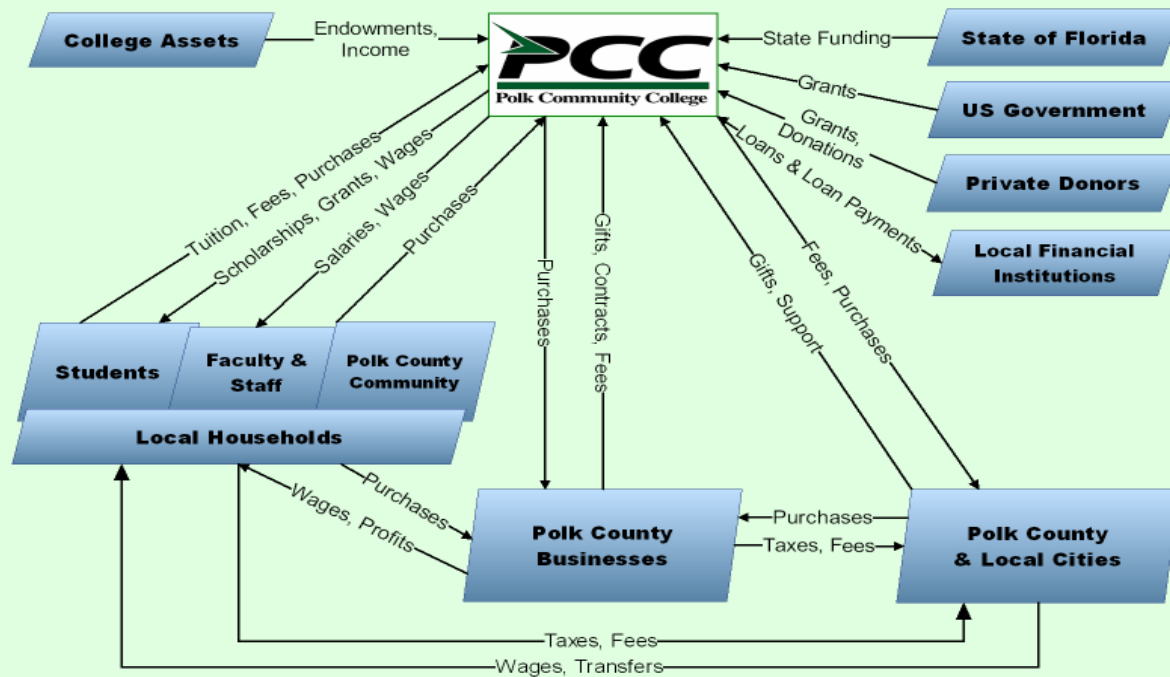 College Assets
Endowments,
Income
PCC
Polk Community College
State Funding
State of Florida
Grants
US Government
Grants,
Donations
Private Donors
Loans & Loan Payments
Local Financial
Institutions
Tuition, Fees, Purchases
Scholarships, Grants, Wages
Salaries, Wages
Purchases
Purchases
Gifts, Contracts, Fees
Gifts, Support
Fees, Purchases
Students
Faculty &
Staff
Polk County
Community
Local Households
Purchases
Wages, Profits
Polk County
Businesses
Purchases
Taxes, Fees
Polk County
& Local Cities
Taxes, Fees
Wages, Transfers